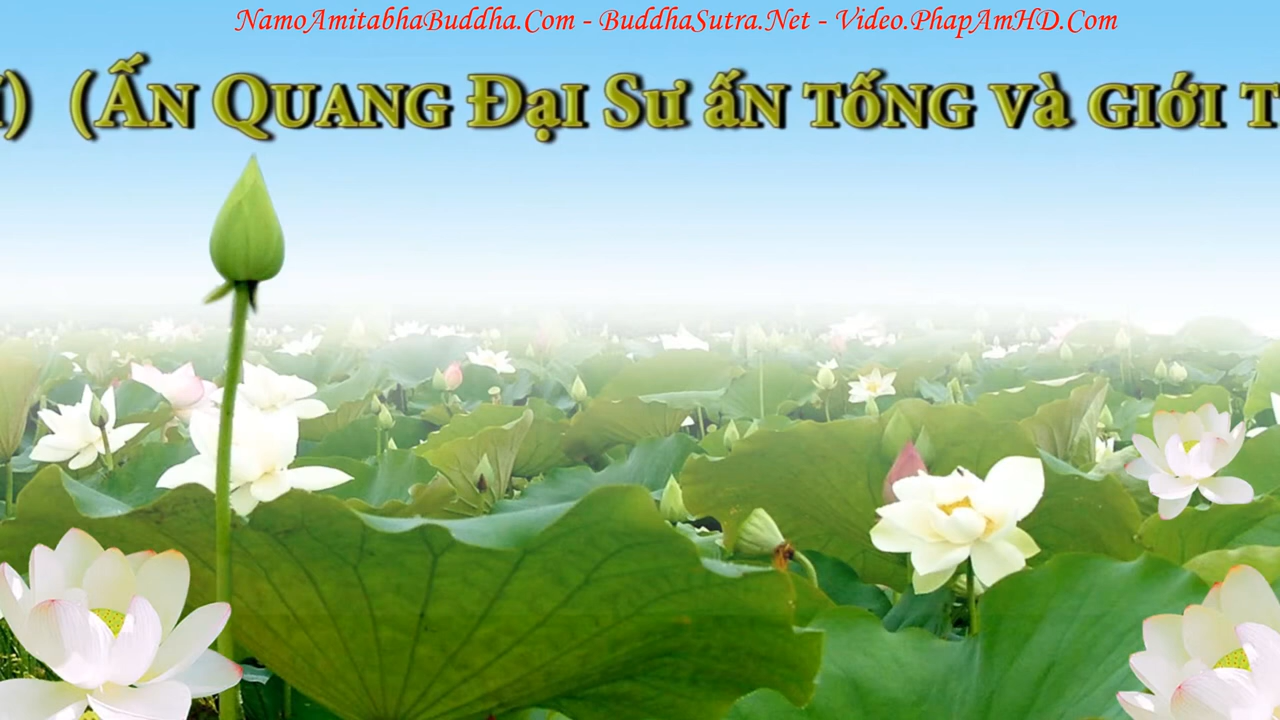 NamoAmitabhaBuddha.Com - BuddhaSutra.Net - Video.PhapAmHD.Com
) (Ấn Quang Đại Sư ấn tống và giới